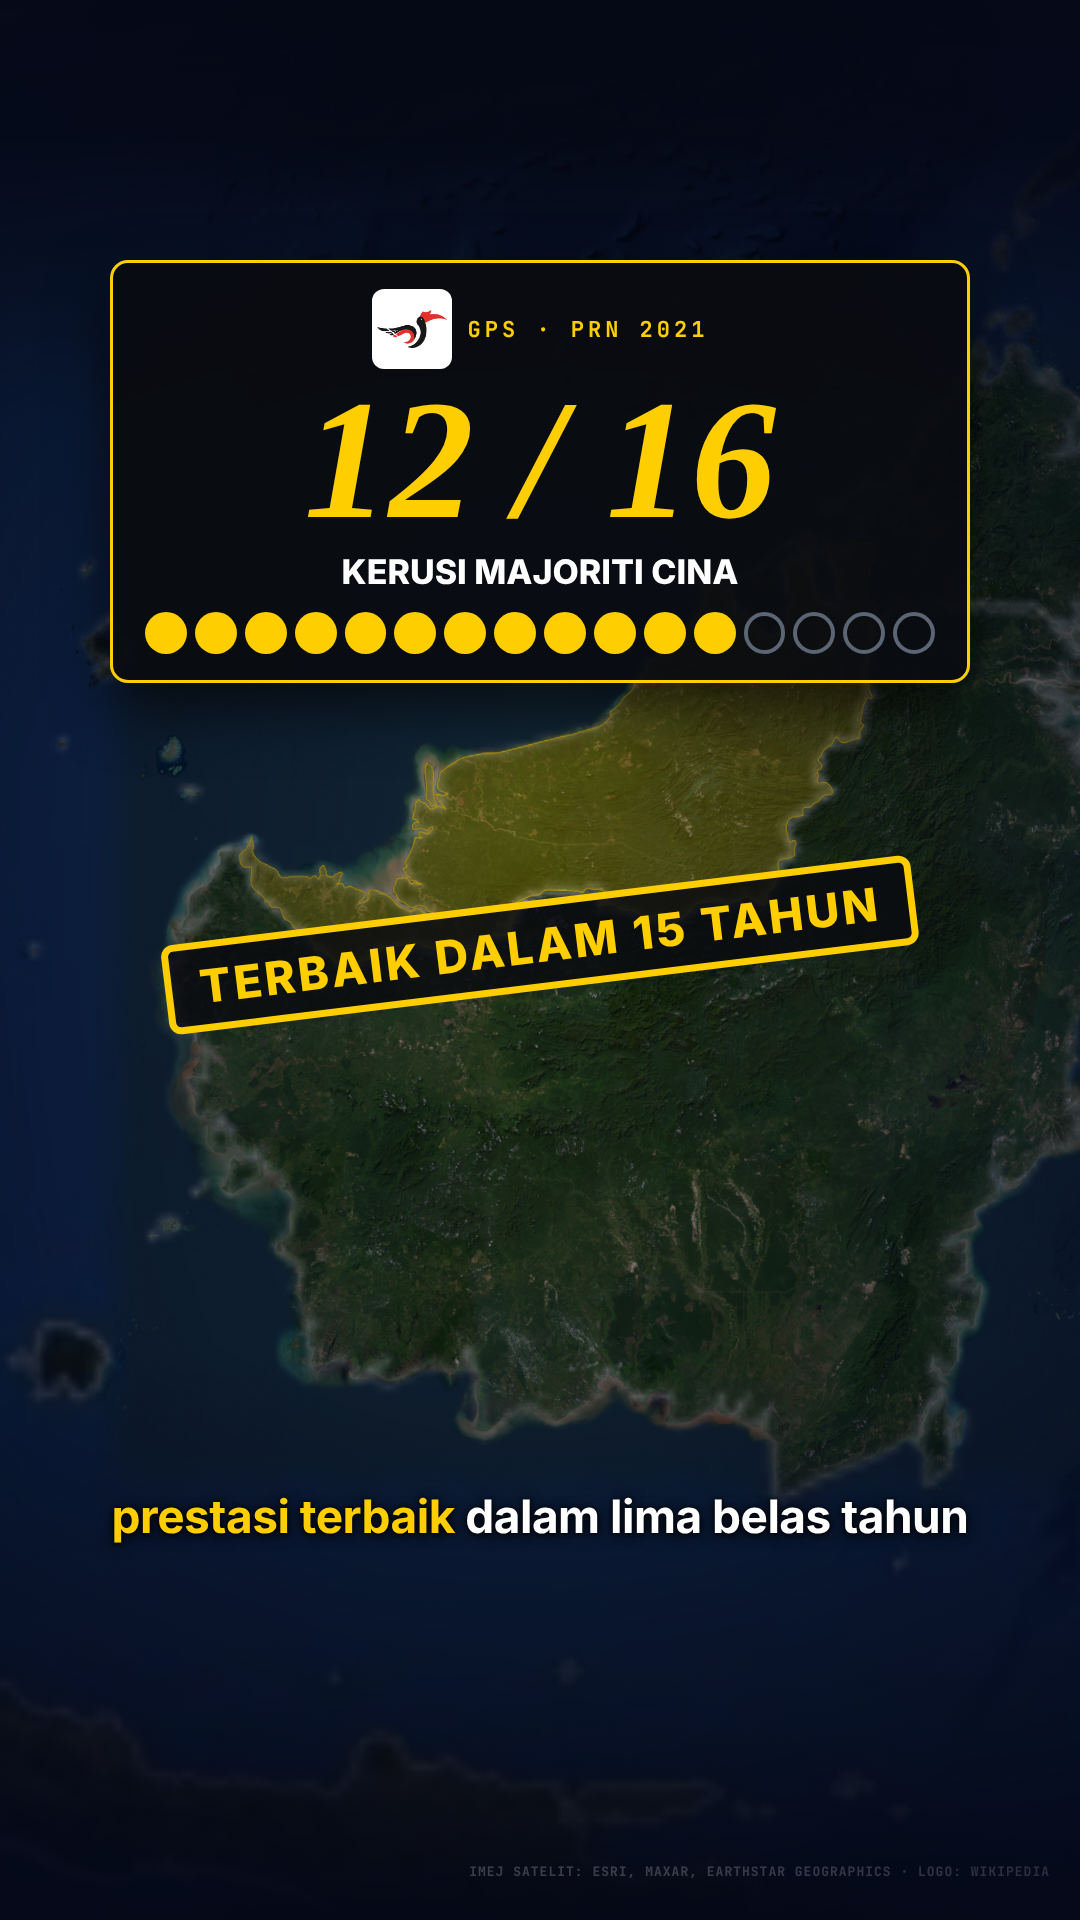 GPS · PRN 2021
12 / 16
KERUSI MAJORITI CINA
TERBAIK DALAM 15 TAHUN
prestasi terbaik dalam lima belas tahun
IMEJ SATELIT: ESRI, MAXAR, EARTHSTAR GEOGRAPHICS · LOGO: WIKIPEDIA